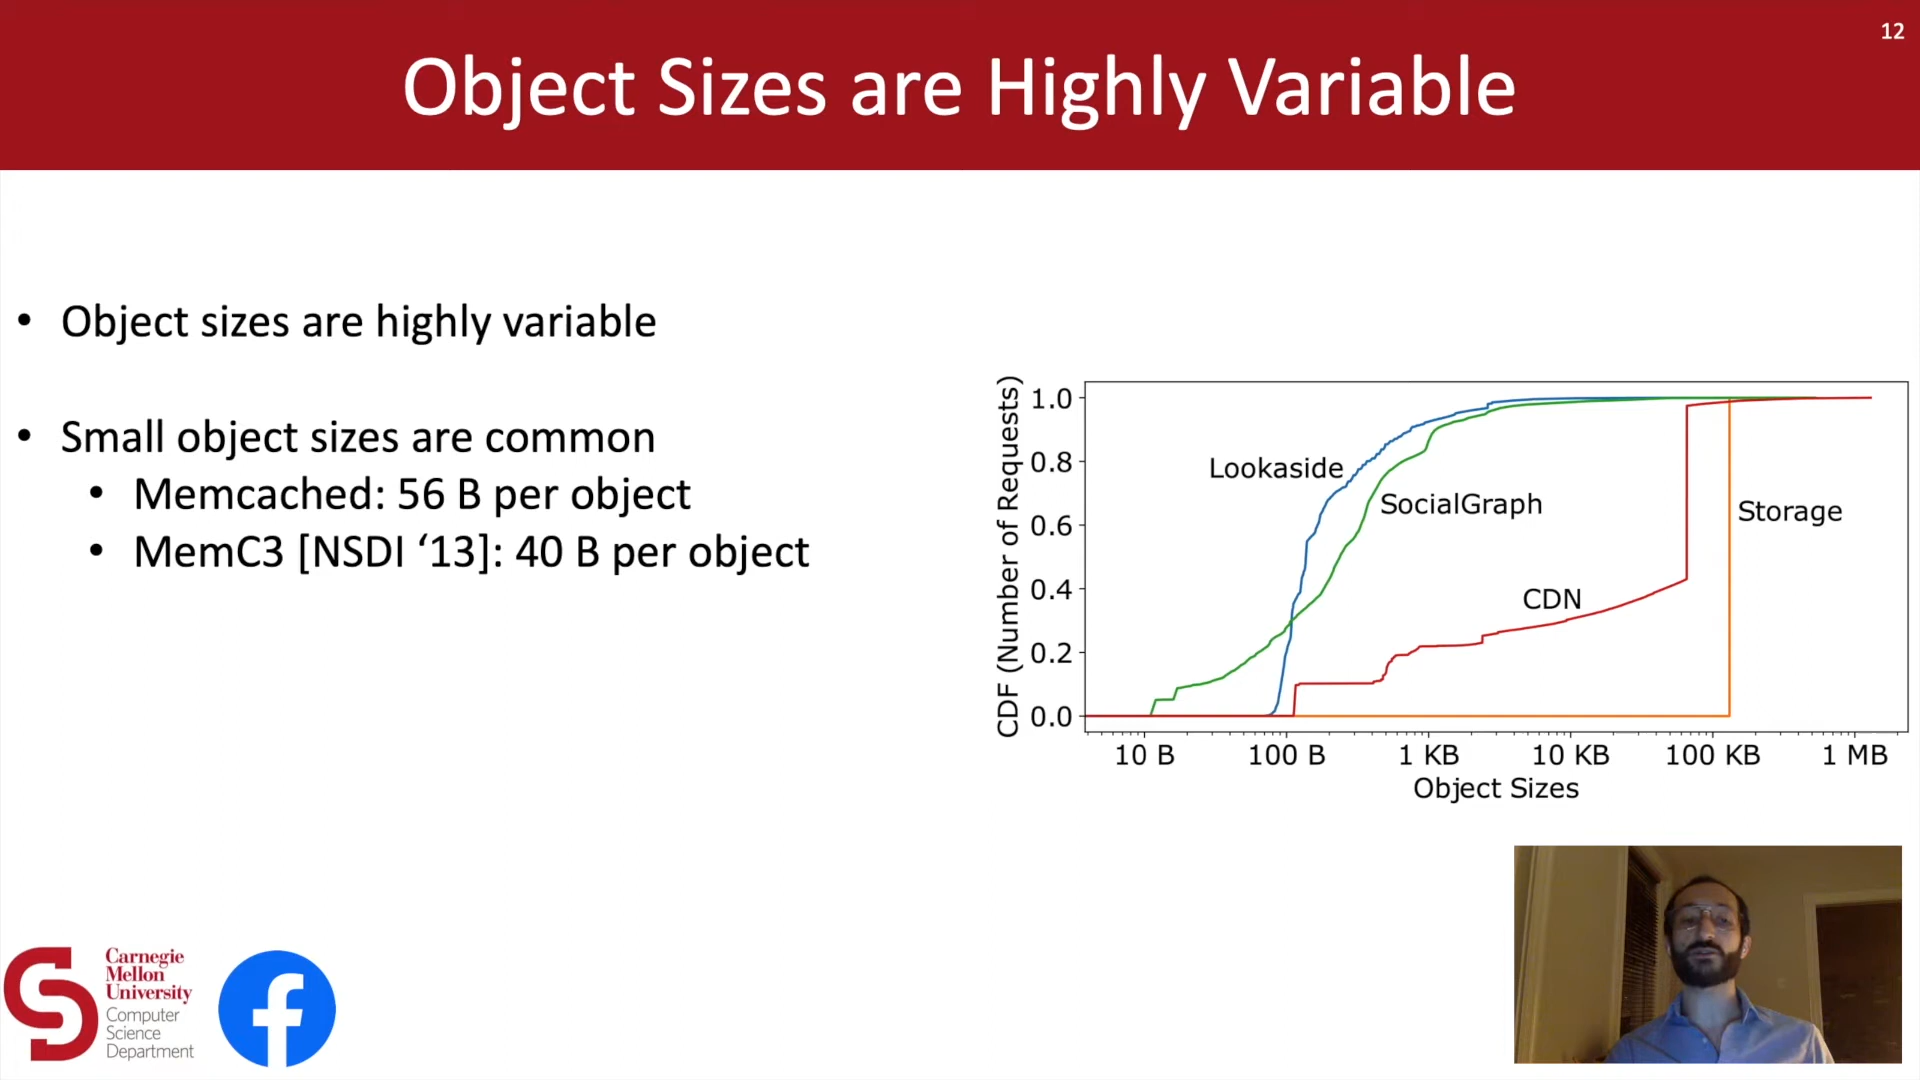 12
Object Sizes are Highly Variable
• Object sizes are highly variable
• Small object sizes are common
• Memcached: 56 B per object
• MemC3 [NSDI ‘13]: 40 B per object
CDF (Number of Requests)
1.0
0.8
0.6
0.4
0.2
0.0
Lookaside
SocialGraph
Storage
CDN
10 B 100 B 1 KB 10 KB 100 KB 1 MB
Object Sizes
Carnegie
Mellon
University
Computer
Science
Department